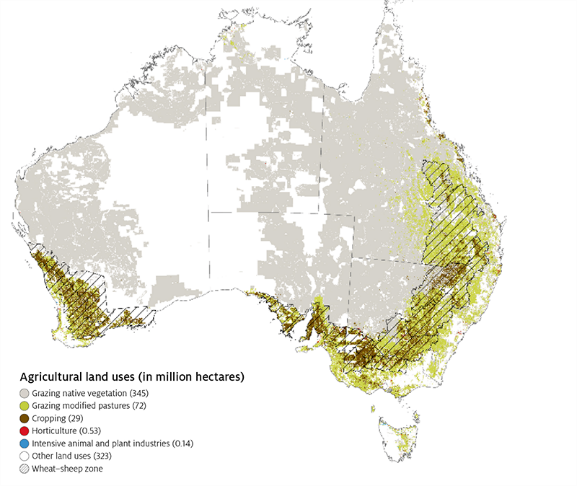 Agricultural land uses (in million hectares)
Grazing native vegetation (345)
Grazing modified pastures (72)
Cropping (29)
Horticulture (0.53)
Intensive animal and plant industries (0.14)
Other land uses (323)
Wheat–sheep zone